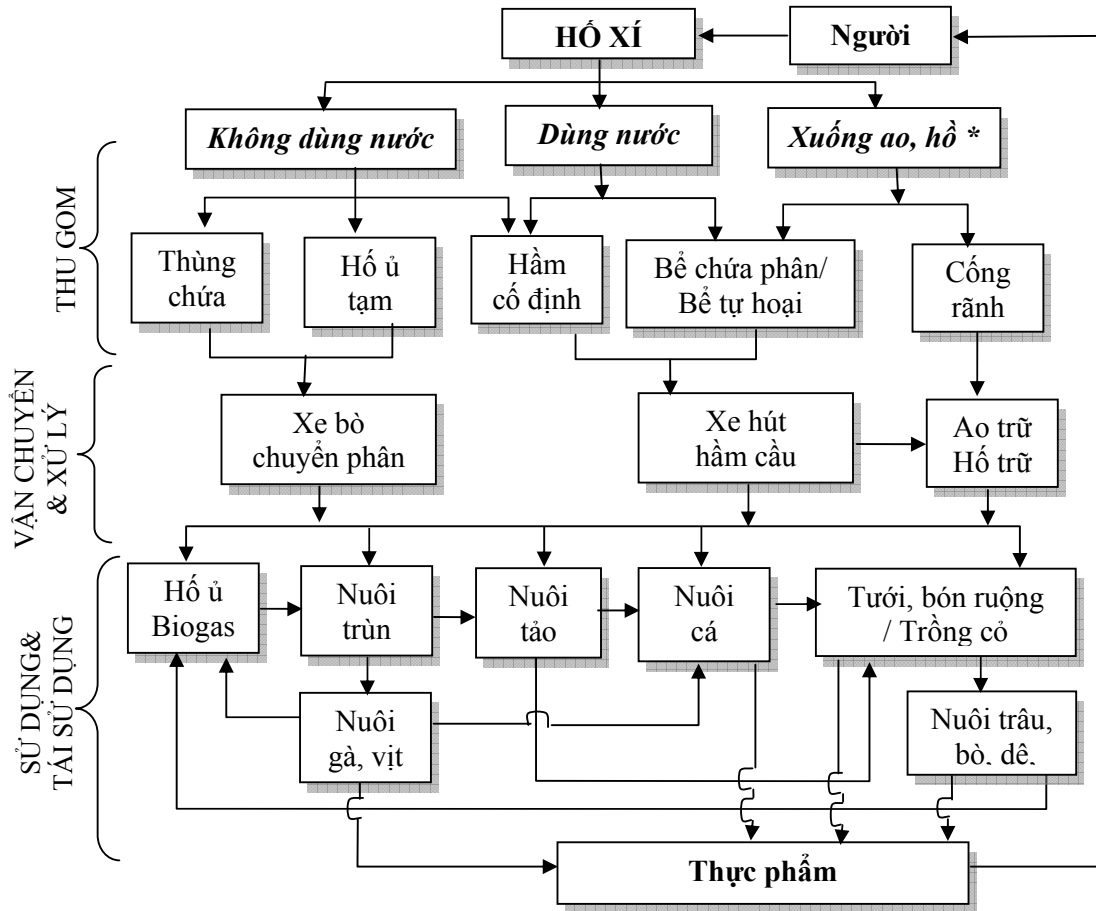 HỐ XÍ
Người
Không dùng nước
Dùng nước
Xuống ao, hồ *
THU GOM
Thùng
chứa
Hố ủ
tạm
Hầm
cố định
Bể chứa phân/
Bể tự hoại
Cống
rãnh
VẬN CHUYỂN
& XỬ LÝ
Xe bò
chuyển phân
Xe hút
hầm cầu
Ao trữ
Hố trữ
SỬ DỤNG&
TÁI SỬ DỤNG
Hố ủ
Biogas
Nuôi
trùn
Nuôi
tảo
Nuôi
cá
Tưới, bón ruộng
/ Trồng cỏ
Nuôi
gà, vịt
Nuôi trâu,
bò, dê,
Thực phẩm